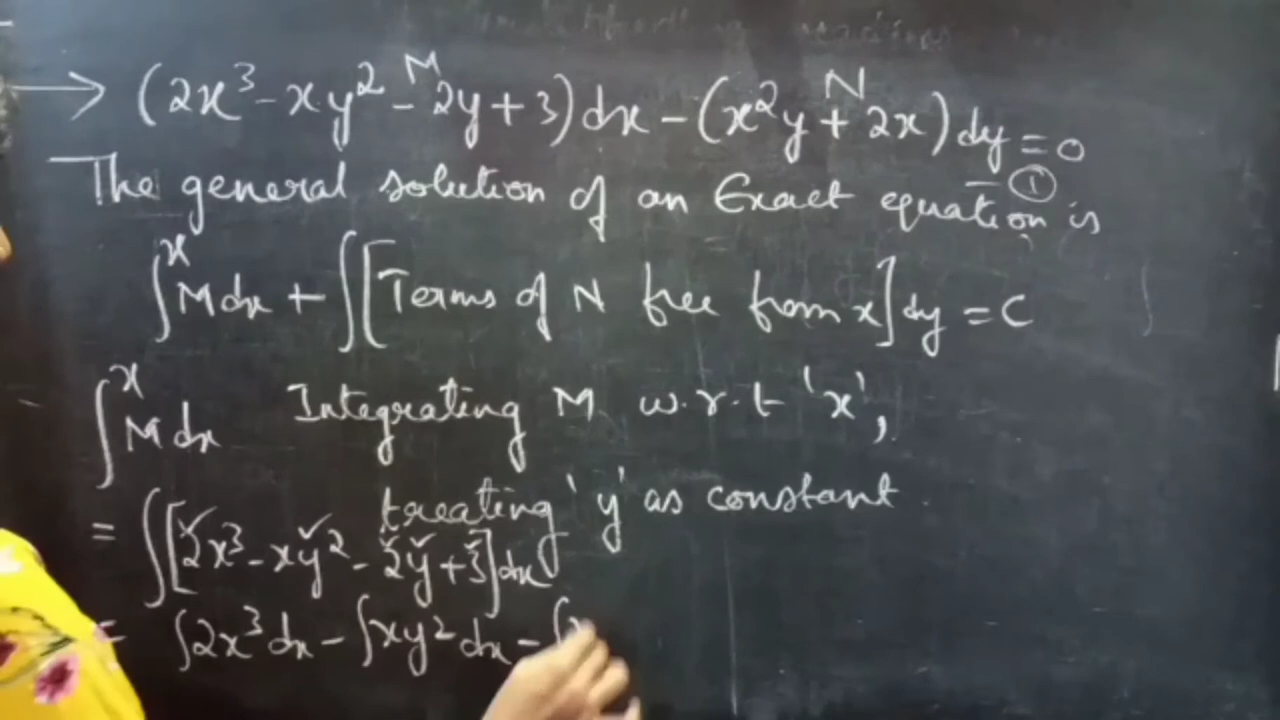 → (2x³ - xy² - 2y + 3) dx - (x²y + 2x) dy = 0
M N
The general solution of an Exact equation is - ①
∫ˣ M dx + ∫ [Terms of N free from x] dy = C
∫ˣ M dx Integrating M w.r.t 'x',
treating 'y' as constant.
= ∫ [2x³ - xy² - 2y + 3] dx
= ∫ 2x³ dx - ∫ xy² dx - ∫